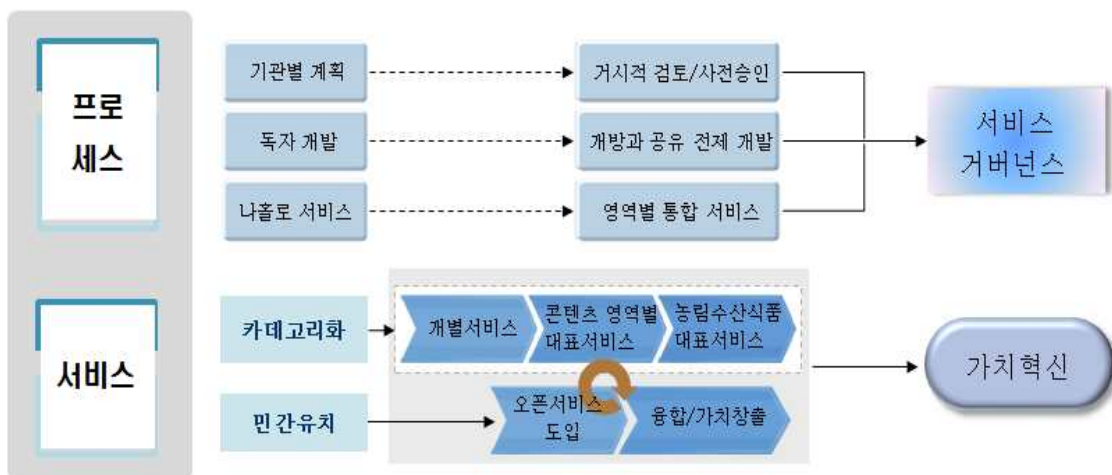 프로
세스
기관별 계획
거시적 검토/사전승인
독자 개발
개방과 공유 전제 개발
나홀로 서비스
영역별 통합 서비스
서비스
거버넌스
서비스
카데고리화
개별서비스
콘텐츠 영역별
대표서비스
농림수산식품
대표서비스
민간유치
오픈서비스
도입
융합/가치창출
가치혁신